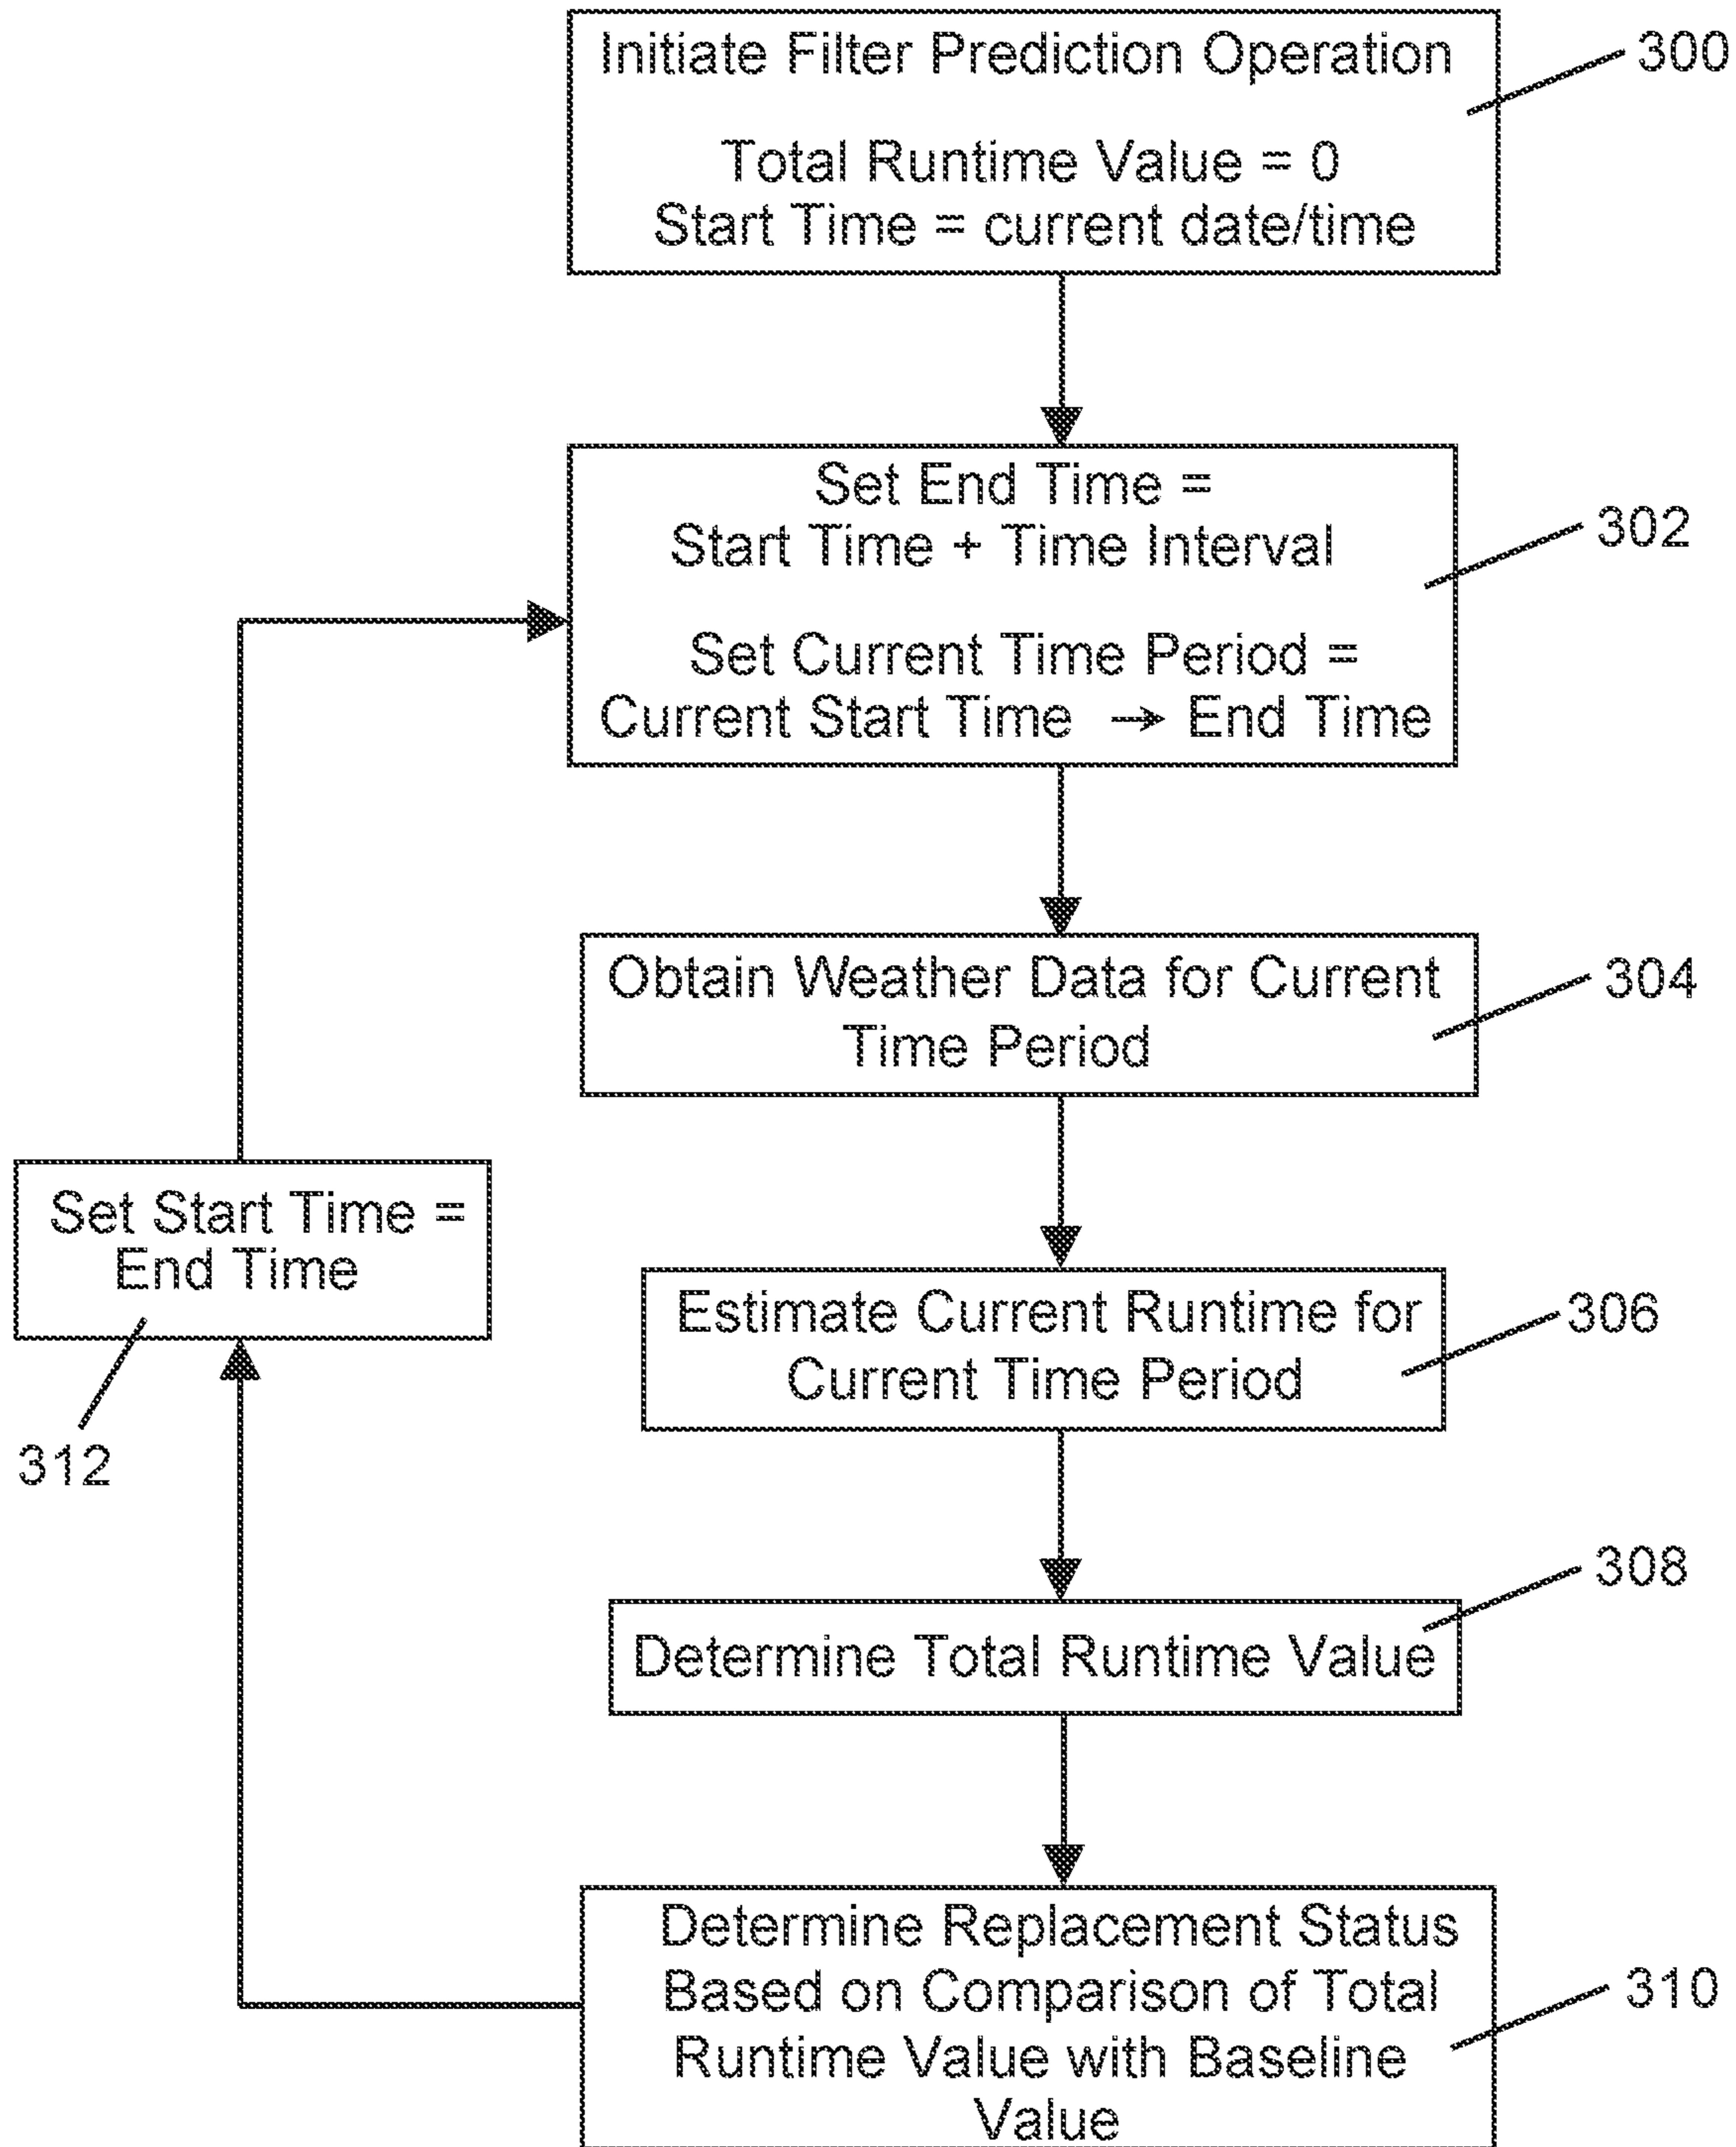 Initiate Filter Prediction Operation
300
Total Runtime Value = 0
Start Time = current date/time
Set End Time =
Start Time + Time Interval
302
Set Current Time Period =
Current Start Time → End Time
Obtain Weather Data for Current
Time Period
304
Estimate Current Runtime for
Current Time Period
306
Determine Total Runtime Value
308
Determine Replacement Status
Based on Comparison of Total
Runtime Value with Baseline
Value
310
Set Start Time =
End Time
312